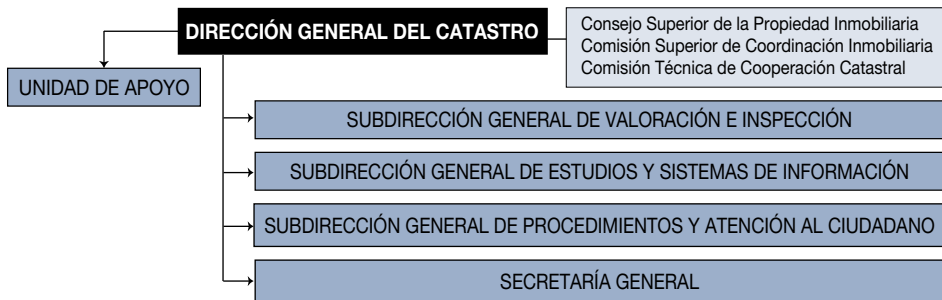 DIRECCIÓN GENERAL DEL CATASTRO
Consejo Superior de la Propiedad Inmobiliaria
Comisión Superior de Coordinación Inmobiliaria
Comisión Técnica de Cooperación Catastral
UNIDAD DE APOYO
SUBDIRECCIÓN GENERAL DE VALORACIÓN E INSPECCIÓN
SUBDIRECCIÓN GENERAL DE ESTUDIOS Y SISTEMAS DE INFORMACIÓN
SUBDIRECCIÓN GENERAL DE PROCEDIMIENTOS Y ATENCIÓN AL CIUDADANO
SECRETARÍA GENERAL